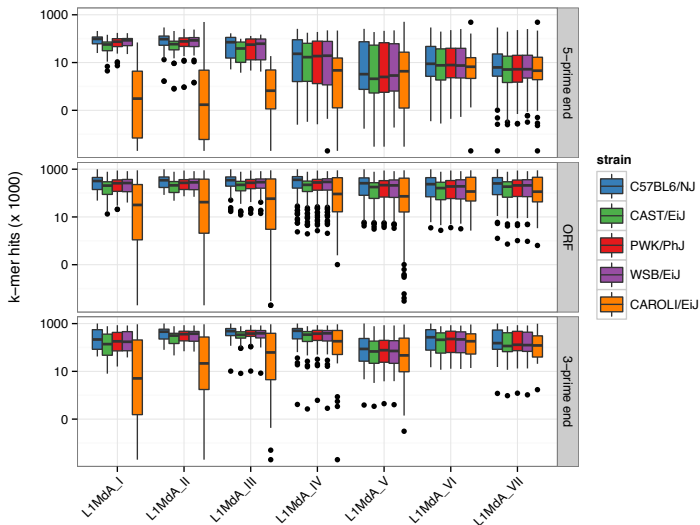 k−mer hits (x 1000)
1000
10
0
5−prime end
1000
10
0
ORF
1000
10
0
3−prime end
L1MdA_I
L1MdA_II
L1MdA_III
L1MdA_IV
L1MdA_V
L1MdA_VI
L1MdA_VII
strain
C57BL6/NJ
CAST/EiJ
PWK/PhJ
WSB/EiJ
CAROLI/EiJ